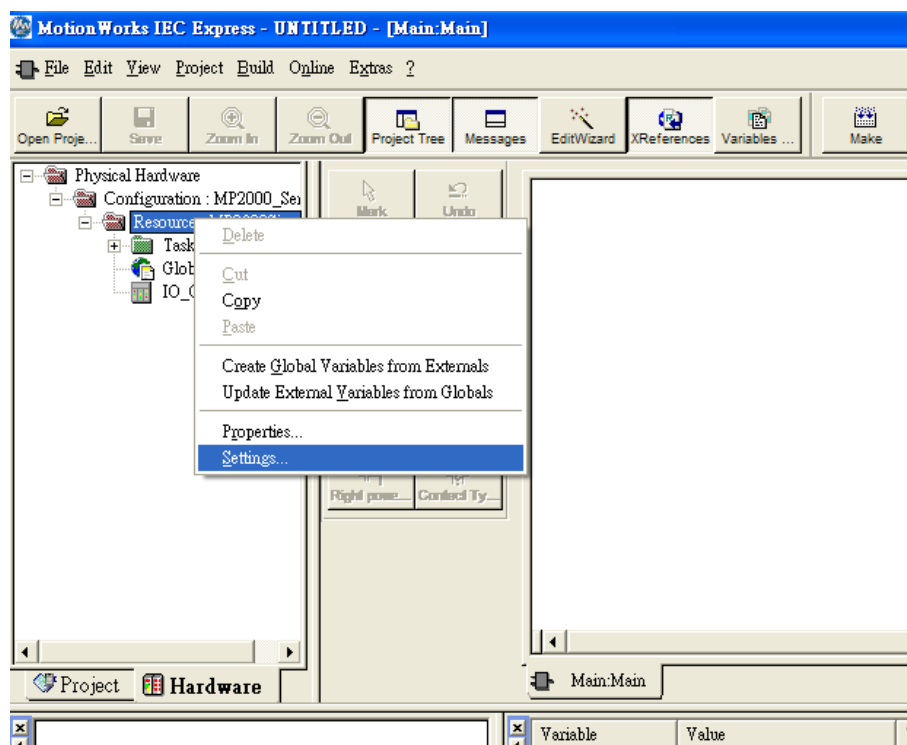 MotionWorks IEC Express - UNTITLED - [Main:Main]
File Edit View Project Build Online Extras ?
Open Proje... Save Zoom In Zoom Out Project Tree Messages EditWizard XReferences Variables ... Make
Physical Hardware
Configuration : MP2000_Ser
Resource
Task
Glob
IO_
Mark Undo
Delete
Cut
Copy
Paste
Create Global Variables from Externals
Update External Variables from Globals
Properties...
Settings...
Right powe... Contact Ty...
Project Hardware
Main:Main
Variable Value